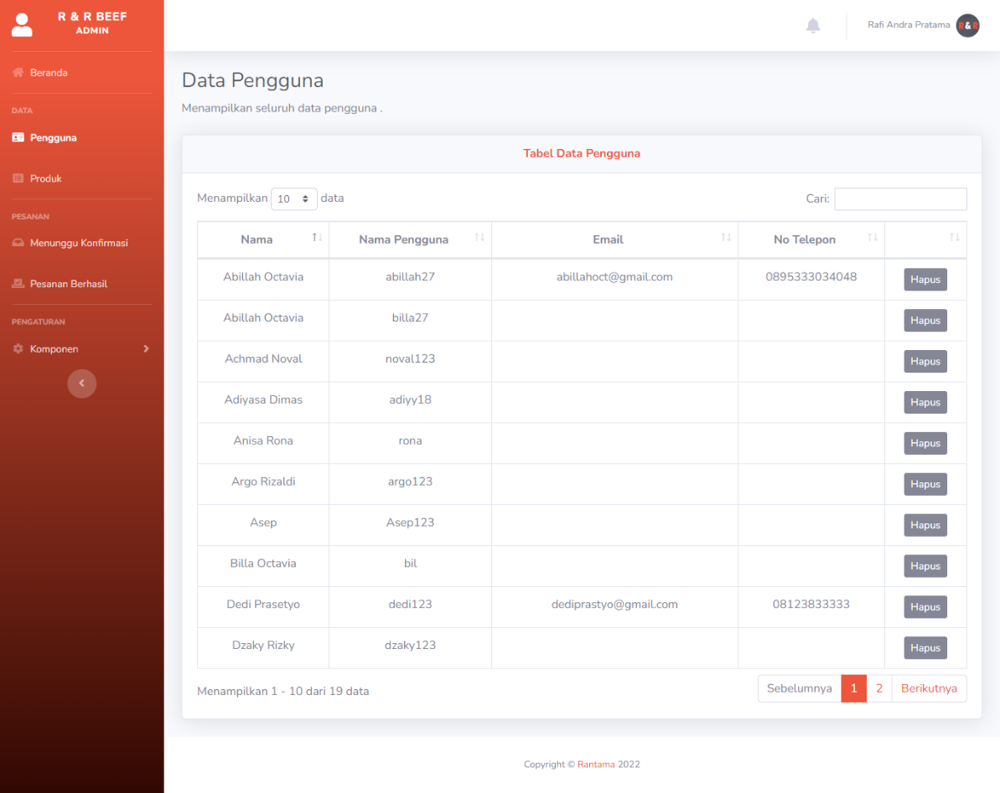 R & R BEEF
ADMIN
Rafi Andra Pratama
R&R
Beranda
DATA
Pengguna
Produk
PESANAN
Menunggu Konfirmasi
Pesanan Berhasil
PENGATURAN
Komponen
Data Pengguna
Menampilkan seluruh data pengguna .
Tabel Data Pengguna
Menampilkan 10 data
Cari:
Nama Nama Pengguna Email No Telepon
Abillah Octavia abillah27 abillahoct@gmail.com 0895333034048 Hapus
Abillah Octavia billa27 Hapus
Achmad Noval noval123 Hapus
Adiyasa Dimas adiyy18 Hapus
Anisa Rona rona Hapus
Argo Rizaldi argo123 Hapus
Asep Asep123 Hapus
Billa Octavia bil Hapus
Dedi Prasetyo dedi123 dediprastyo@gmail.com 08123833333 Hapus
Dzaky Rizky dzaky123 Hapus
Menampilkan 1 - 10 dari 19 data
Sebelumnya 1 2 Berikutnya
Copyright © Rantama 2022